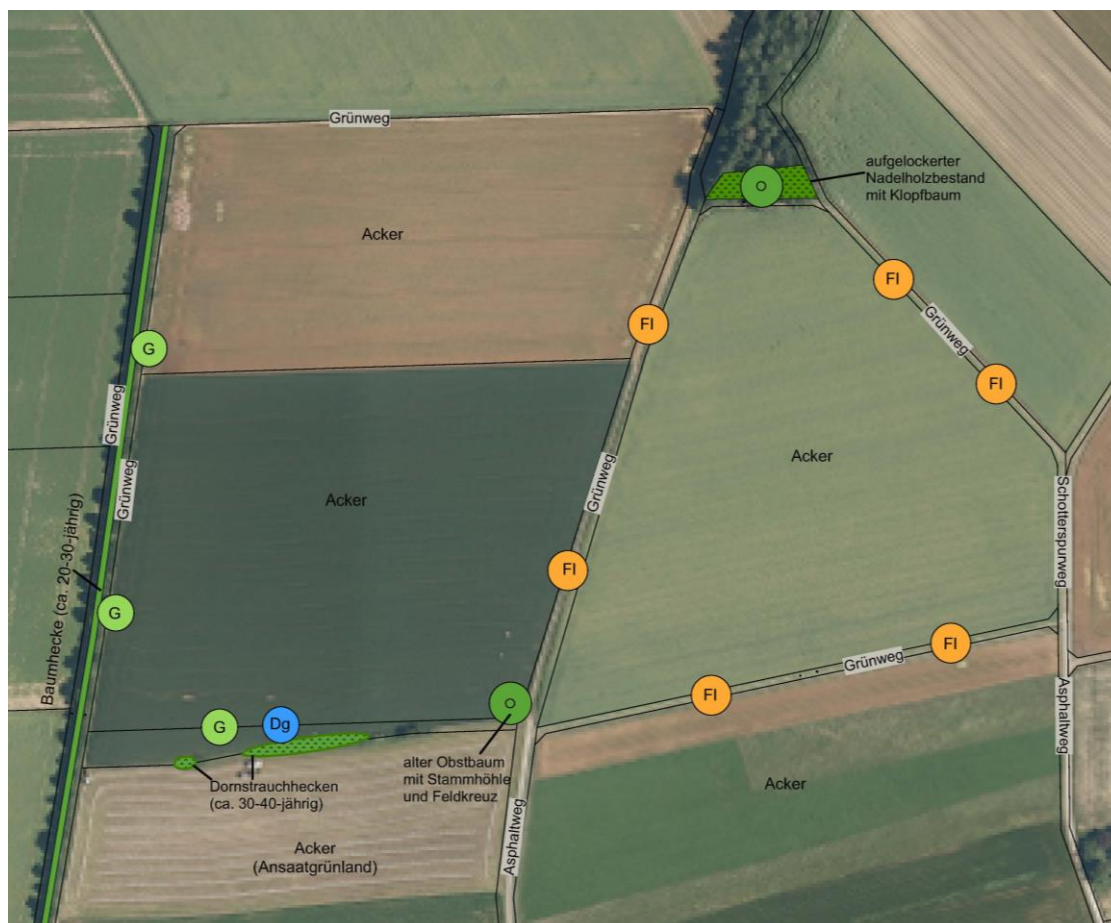 Grünweg
aufgelockerter
Nadelholzbestand
mit Klopfbaum
O
Acker
Fl
G
Fl
Grünweg
Fl
Grünweg
Grünweg
Grünweg
Acker
Acker
Schotterspurweg
Baumhecke (ca. 20-30-jährig)
Fl
G
Fl
Grünweg
Fl
O
G
Dg
Asphaltweg
alter Obstbaum
mit Stammhöhle
und Feldkreuz
Dornstrauchhecken
(ca. 30-40-jährig)
Acker
Asphaltweg
Acker
(Ansaatgrünland)